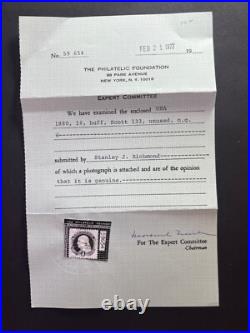 No. 59 614
FEB 21 1977 19
THE PHILATELIC FOUNDATION
99 PARK AVENUE
NEW YORK, N. Y. 10016
EXPERT COMMITTEE
We have examined the enclosed USA
1880, 1¢, buff, Scott 133, unused, n.g.
submitted by Stanley J. Richmond
of which a photograph is attached and are of the opinion
that it is genuine.
For The Expert Committee
Chairman